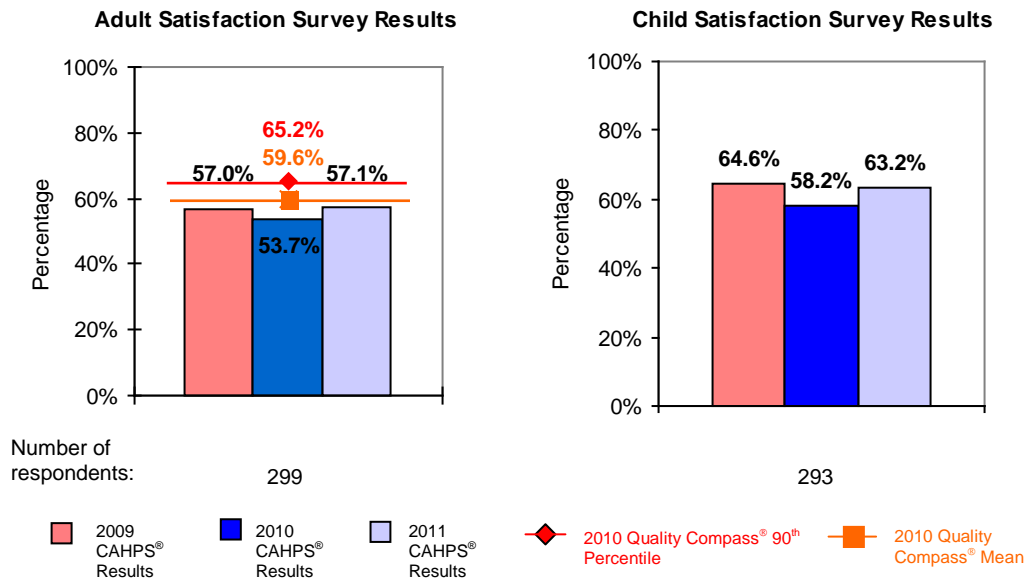 Adult Satisfaction Survey Results
100%
80%
60%
40%
20%
0%
Percentage
65.2%
59.6%
57.0%
57.1%
53.7%
Child Satisfaction Survey Results
100%
80%
60%
40%
20%
0%
Percentage
64.6%
58.2%
63.2%
Number of
respondents:
299
293
2009
CAHPS®
Results
2010
CAHPS®
Results
2011
CAHPS®
Results
2010 Quality Compass® 90th
Percentile
2010 Quality
Compass® Mean